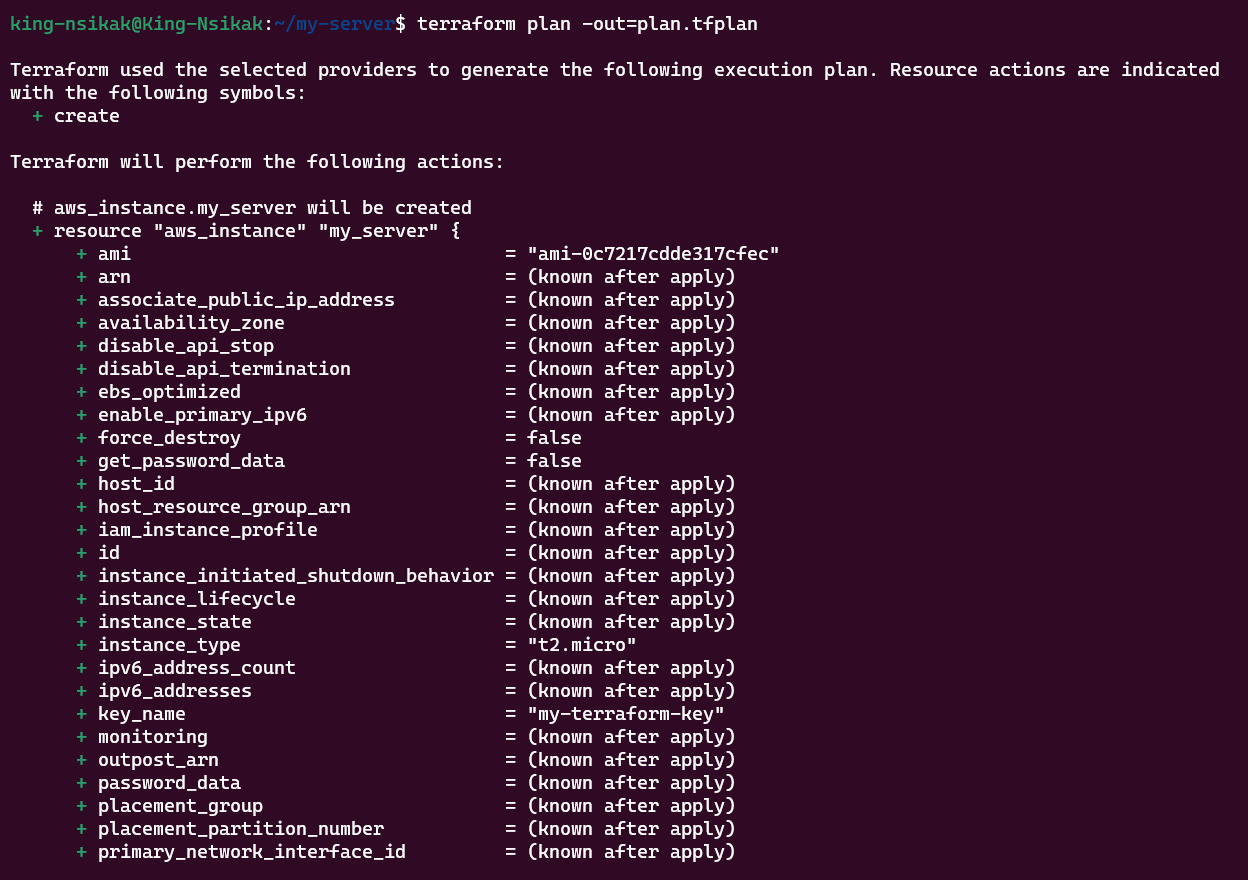 king-nsikak@King-Nsikak:~/my-server$ terraform plan -out=plan.tfplan
Terraform used the selected providers to generate the following execution plan. Resource actions are indicated
with the following symbols:
+ create
Terraform will perform the following actions:
# aws_instance.my_server will be created
+ resource "aws_instance" "my_server" {
+ ami = "ami-0c7217cdde317cfec"
+ arn = (known after apply)
+ associate_public_ip_address = (known after apply)
+ availability_zone = (known after apply)
+ disable_api_stop = (known after apply)
+ disable_api_termination = (known after apply)
+ ebs_optimized = (known after apply)
+ enable_primary_ipv6 = (known after apply)
+ force_destroy = false
+ get_password_data = false
+ host_id = (known after apply)
+ host_resource_group_arn = (known after apply)
+ iam_instance_profile = (known after apply)
+ id = (known after apply)
+ instance_initiated_shutdown_behavior = (known after apply)
+ instance_lifecycle = (known after apply)
+ instance_state = (known after apply)
+ instance_type = "t2.micro"
+ ipv6_address_count = (known after apply)
+ ipv6_addresses = (known after apply)
+ key_name = "my-terraform-key"
+ monitoring = (known after apply)
+ outpost_arn = (known after apply)
+ password_data = (known after apply)
+ placement_group = (known after apply)
+ placement_partition_number = (known after apply)
+ primary_network_interface_id = (known after apply)